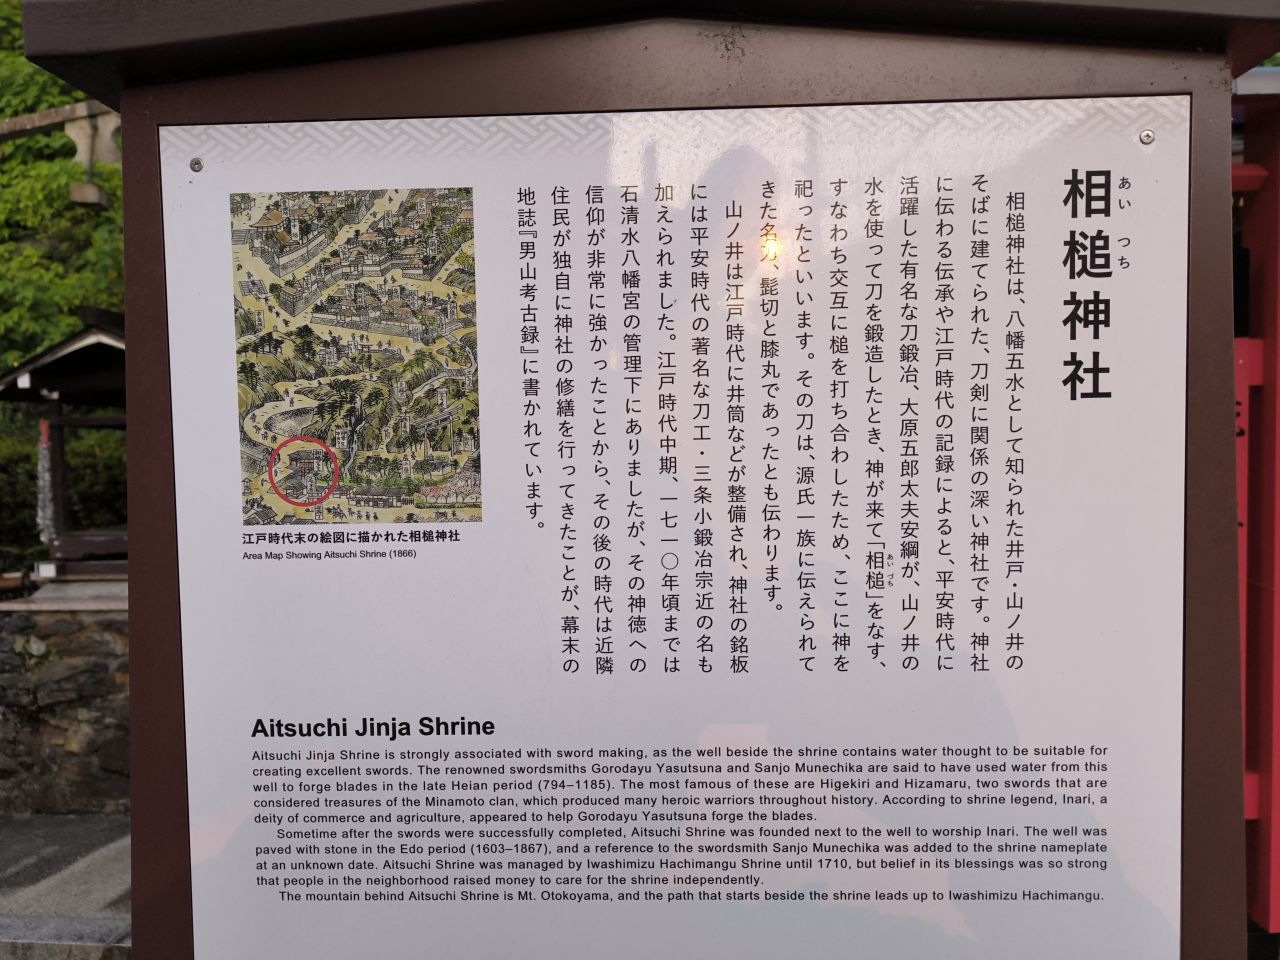 相槌神社
あいつち
相槌神社は、八幡五水として知られた井戸・山ノ井の
そばに建てられた、刀剣に関係の深い神社です。神社
に伝わる伝承や江戸時代の記録によると、平安時代に
活躍した有名な刀鍛冶、大原五郎太夫安綱が、山ノ井の
水を使って刀を鍛造したとき、神が来て「相槌」をなす、
あいづち
すなわち交互に槌を打ち合わしたため、ここに神を
祀ったといいます。その刀は、源氏一族に伝えられて
きた名刀、髭切と膝丸であったとも伝わります。
山ノ井は江戸時代に井筒などが整備され、神社の銘板
には平安時代の著名な刀工・三条小鍛冶宗近の名も
加えられました。江戸時代中期、一七一〇年頃までは
石清水八幡宮の管理下にありましたが、その神徳への
信仰が非常に強かったことから、その後の時代は近隣
住民が独自に神社の修繕を行ってきたことが、幕末の
地誌『男山考古録』に書かれています。
江戸時代末の絵図に描かれた相槌神社
Area Map Showing Aitsuchi Shrine (1866)
Aitsuchi Jinja Shrine
Aitsuchi Jinja Shrine is strongly associated with sword making, as the well beside the shrine contains water thought to be suitable for
creating excellent swords. The renowned swordsmiths Gorodayu Yasutsuna and Sanjo Munechika are said to have used water from this
well to forge blades in the late Heian period (794–1185). The most famous of these are Higekiri and Hizamaru, two swords that are
considered treasures of the Minamoto clan, which produced many heroic warriors throughout history. According to shrine legend, Inari, a
deity of commerce and agriculture, appeared to help Gorodayu Yasutsuna forge the blades.
Sometime after the swords were successfully completed, Aitsuchi Shrine was founded next to the well to worship Inari. The well was
paved with stone in the Edo period (1603–1867), and a reference to the swordsmith Sanjo Munechika was added to the shrine nameplate
at an unknown date. Aitsuchi Shrine was managed by Iwashimizu Hachimangu Shrine until 1710, but belief in its blessings was so strong
that people in the neighborhood raised money to care for the shrine independently.
The mountain behind Aitsuchi Shrine is Mt. Otokoyama, and the path that starts beside the shrine leads up to Iwashimizu Hachimangu.